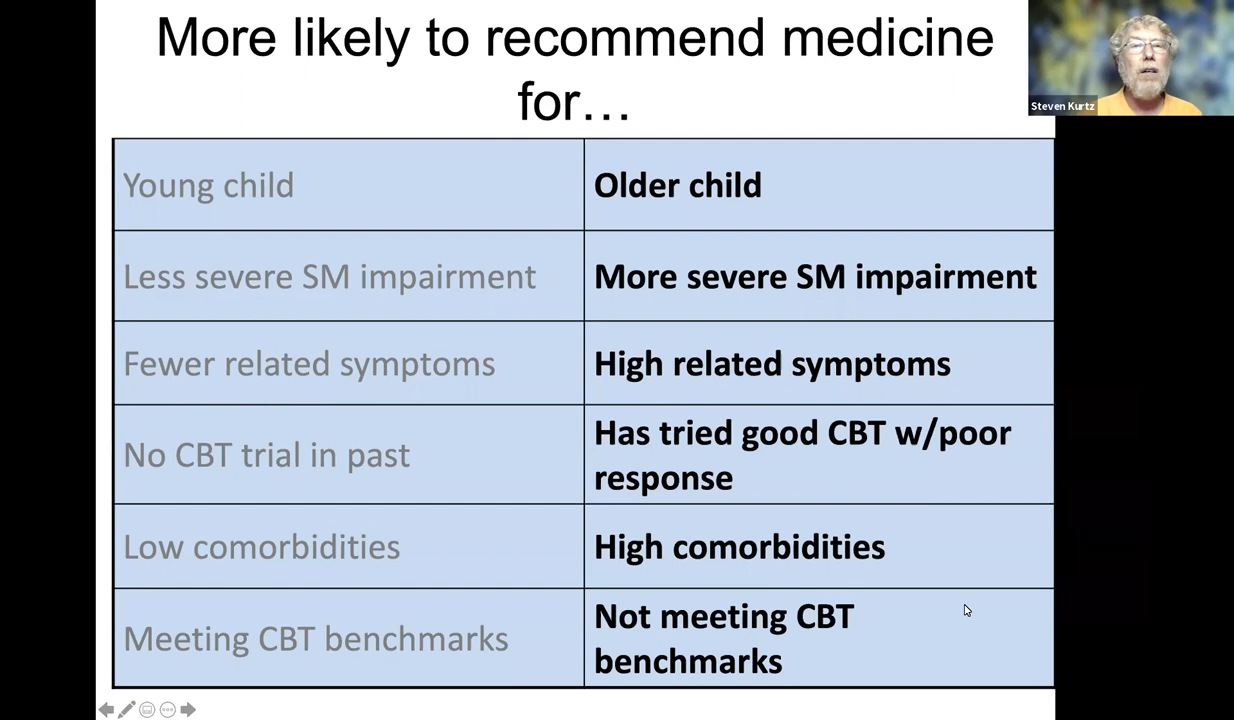 More likely to recommend medicine
for…
Steven Kurtz
Young child
Older child
Less severe SM impairment
More severe SM impairment
Fewer related symptoms
High related symptoms
No CBT trial in past
Has tried good CBT w/poor
response
Low comorbidities
High comorbidities
Meeting CBT benchmarks
Not meeting CBT
benchmarks